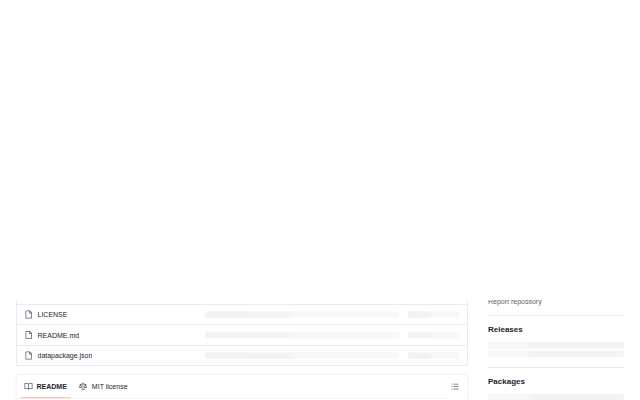 Report repository
LICENSE
Releases
README.md
datapackage.json
Packages
README
MIT license